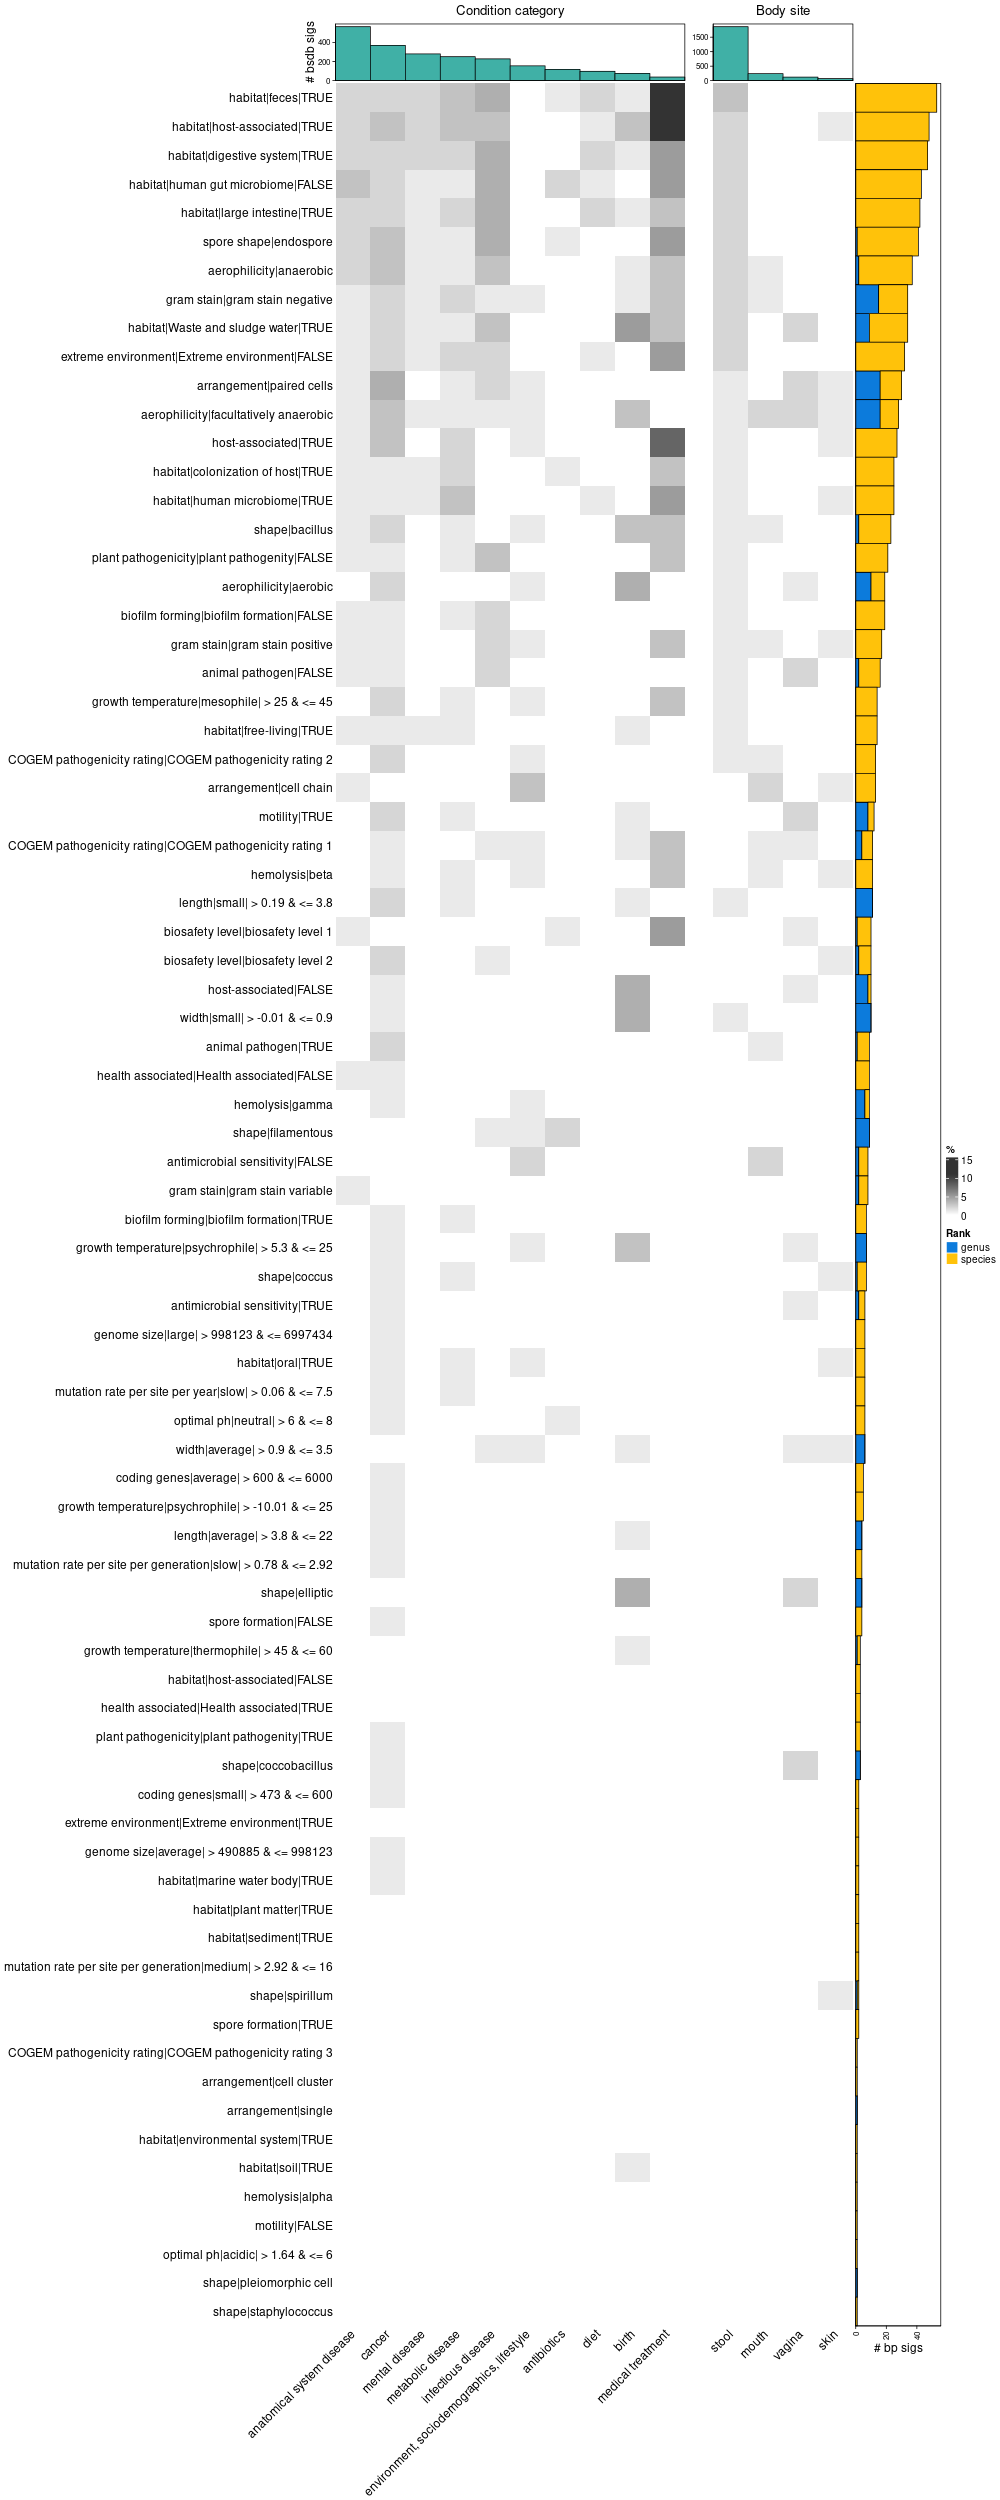 Condition category
Body site
# bsdb sigs
400
200
0
1500
1000
500
0
habitat|feces|TRUE
habitat|host-associated|TRUE
habitat|digestive system|TRUE
habitat|human gut microbiome|FALSE
habitat|large intestine|TRUE
spore shape|endospore
aerophilicity|anaerobic
gram stain|gram stain negative
habitat|Waste and sludge water|TRUE
extreme environment|Extreme environment|FALSE
arrangement|paired cells
aerophilicity|facultatively anaerobic
host-associated|TRUE
habitat|colonization of host|TRUE
habitat|human microbiome|TRUE
shape|bacillus
plant pathogenicity|plant pathogenity|FALSE
aerophilicity|aerobic
biofilm forming|biofilm formation|FALSE
gram stain|gram stain positive
animal pathogen|FALSE
growth temperature|mesophile| > 25 & <= 45
habitat|free-living|TRUE
COGEM pathogenicity rating|COGEM pathogenicity rating 2
arrangement|cell chain
motility|TRUE
COGEM pathogenicity rating|COGEM pathogenicity rating 1
hemolysis|beta
length|small| > 0.19 & <= 3.8
biosafety level|biosafety level 1
biosafety level|biosafety level 2
host-associated|FALSE
width|small| > -0.01 & <= 0.9
animal pathogen|TRUE
health associated|Health associated|FALSE
hemolysis|gamma
shape|filamentous
antimicrobial sensitivity|FALSE
gram stain|gram stain variable
biofilm forming|biofilm formation|TRUE
growth temperature|psychrophile| > 5.3 & <= 25
shape|coccus
antimicrobial sensitivity|TRUE
genome size|large| > 998123 & <= 6997434
habitat|oral|TRUE
mutation rate per site per year|slow| > 0.06 & <= 7.5
optimal ph|neutral| > 6 & <= 8
width|average| > 0.9 & <= 3.5
coding genes|average| > 600 & <= 6000
growth temperature|psychrophile| > -10.01 & <= 25
length|average| > 3.8 & <= 22
mutation rate per site per generation|slow| > 0.78 & <= 2.92
shape|elliptic
spore formation|FALSE
growth temperature|thermophile| > 45 & <= 60
habitat|host-associated|FALSE
health associated|Health associated|TRUE
plant pathogenicity|plant pathogenity|TRUE
shape|coccobacillus
coding genes|small| > 473 & <= 600
extreme environment|Extreme environment|TRUE
genome size|average| > 490885 & <= 998123
habitat|marine water body|TRUE
habitat|plant matter|TRUE
habitat|sediment|TRUE
mutation rate per site per generation|medium| > 2.92 & <= 16
shape|spirillum
spore formation|TRUE
COGEM pathogenicity rating|COGEM pathogenicity rating 3
arrangement|cell cluster
arrangement|single
habitat|environmental system|TRUE
habitat|soil|TRUE
hemolysis|alpha
motility|FALSE
optimal ph|acidic| > 1.64 & <= 6
shape|pleiomorphic cell
shape|staphylococcus
anatomical system disease
cancer
mental disease
metabolic disease
infectious disease
environment, sociodemographics, lifestyle
antibiotics
diet
birth
medical treatment
stool
mouth
vagina
skin
0
20
40
# bp sigs
%
15
10
5
0
Rank
genus
species